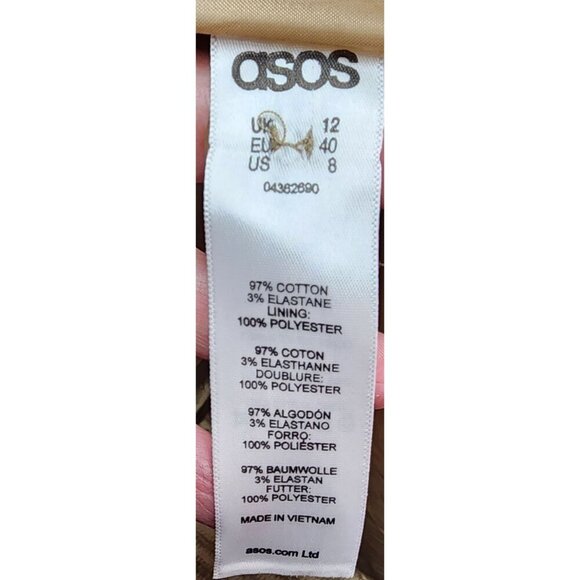 asos
UK 12
EU 40
US 8
04362690
97% COTTON
3% ELASTANE
LINING:
100% POLYESTER
97% COTON
3% ELASTHANNE
DOUBLURE:
100% POLYESTER
97% ALGODÓN
3% ELASTANO
FORRO:
100% POLIÉSTER
97% BAUMWOLLE
3% ELASTAN
FUTTER:
100% POLYESTER
MADE IN VIETNAM
asos.com Ltd